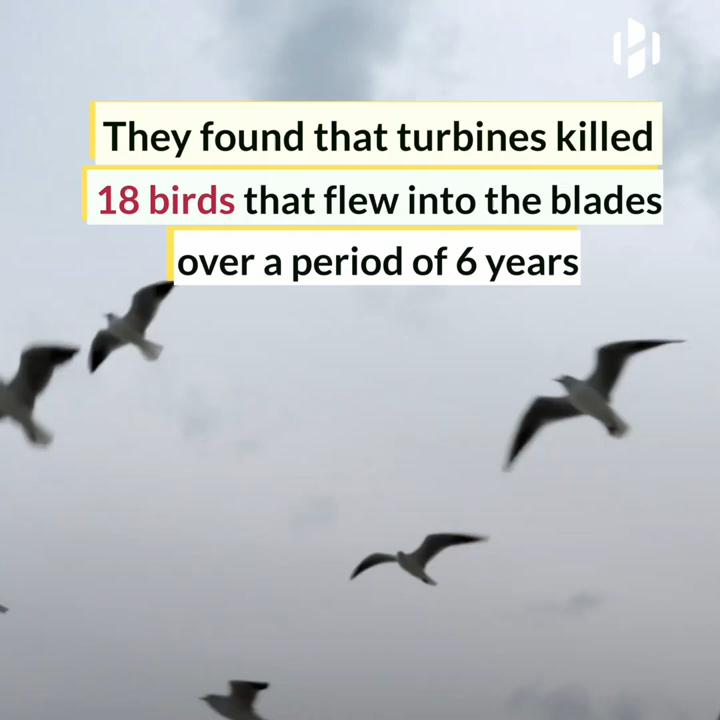 They found that turbines killed
18 birds that flew into the blades
over a period of 6 years